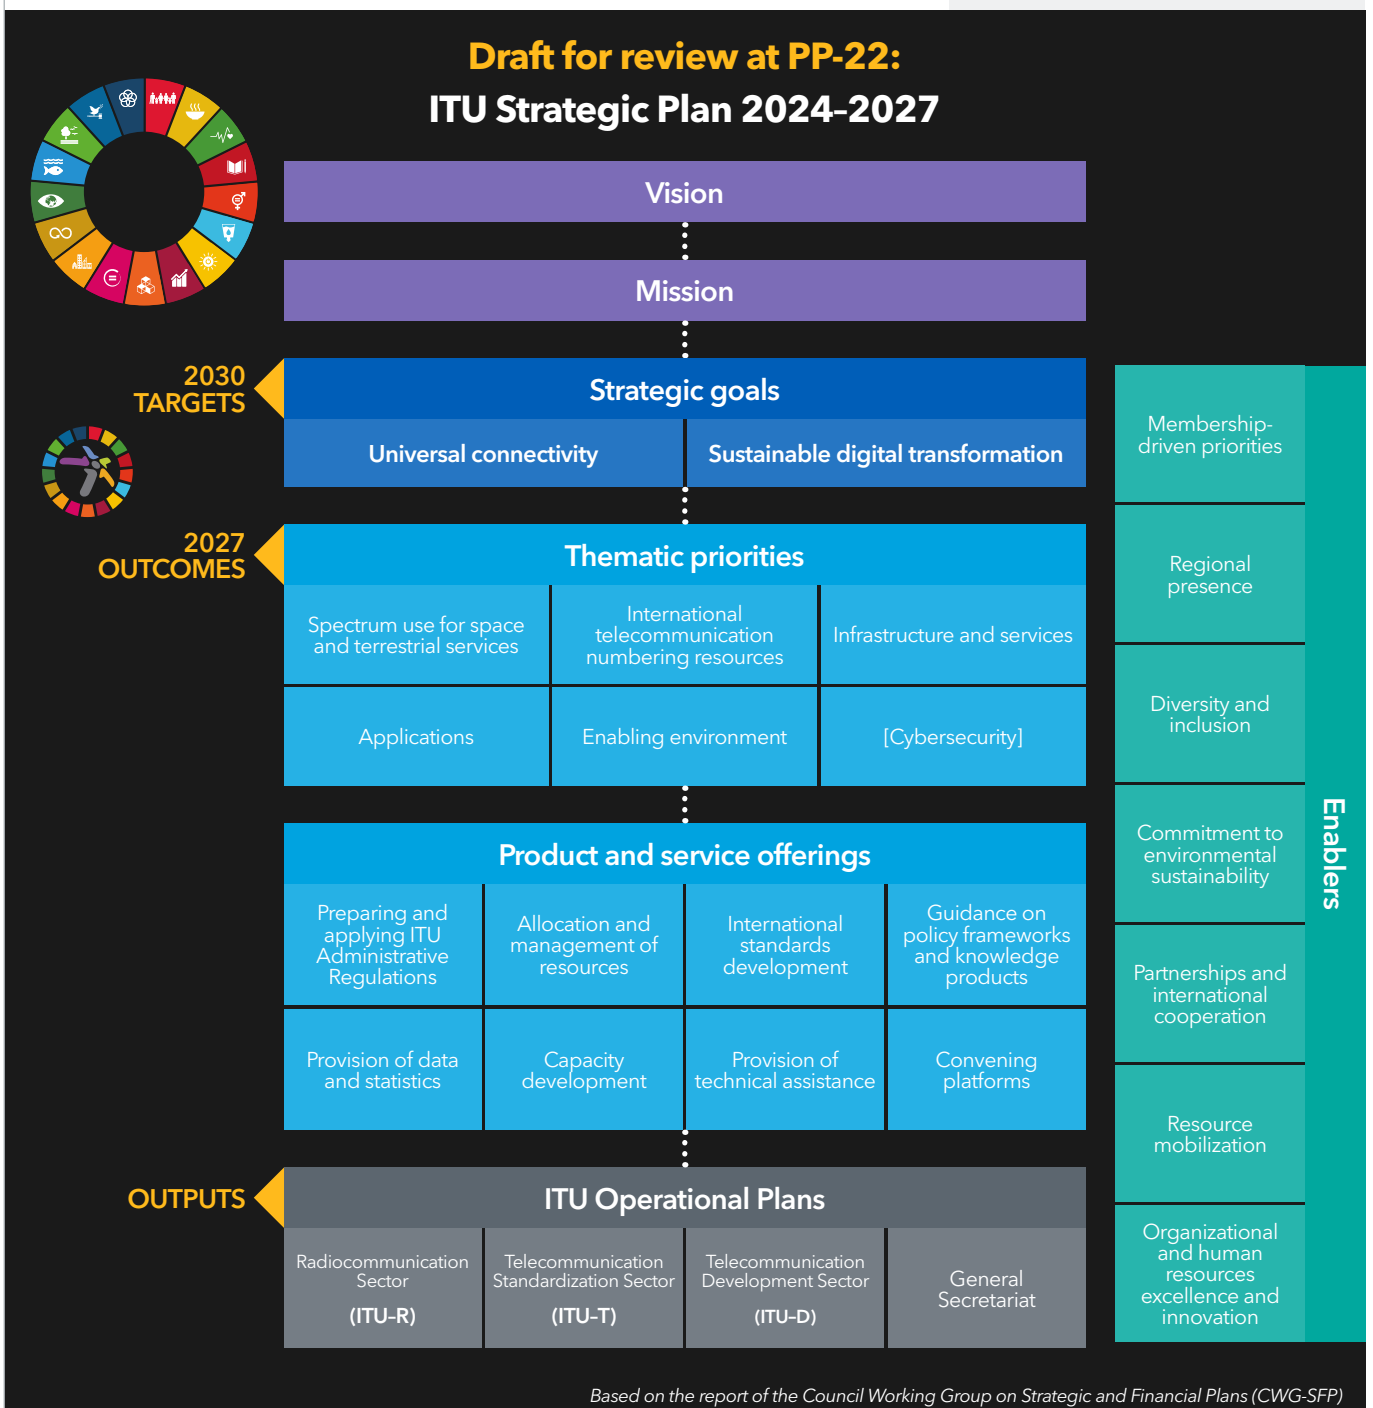 Draft for review at PP-22:
ITU Strategic Plan 2024–2027
Vision
Mission
2030
TARGETS
Strategic goals
Universal connectivity
Sustainable digital transformation
2027
OUTCOMES
Thematic priorities
Spectrum use for space
and terrestrial services
International
telecommunication
numbering resources
Infrastructure and services
Applications
Enabling environment
[Cybersecurity]
Product and service offerings
Preparing and
applying ITU
Administrative
Regulations
Allocation and
management of
resources
International
standards
development
Guidance on
policy frameworks
and knowledge
products
Provision of data
and statistics
Capacity
development
Provision of
technical assistance
Convening
platforms
OUTPUTS
ITU Operational Plans
Radiocommunication
Sector
(ITU–R)
Telecommunication
Standardization Sector
(ITU–T)
Telecommunication
Development Sector
(ITU–D)
General
Secretariat
Membership-
driven priorities
Regional
presence
Diversity and
inclusion
Commitment to
environmental
sustainability
Partnerships and
international
cooperation
Resource
mobilization
Organizational
and human
resources
excellence and
innovation
Enablers
Based on the report of the Council Working Group on Strategic and Financial Plans (CWG-SFP)